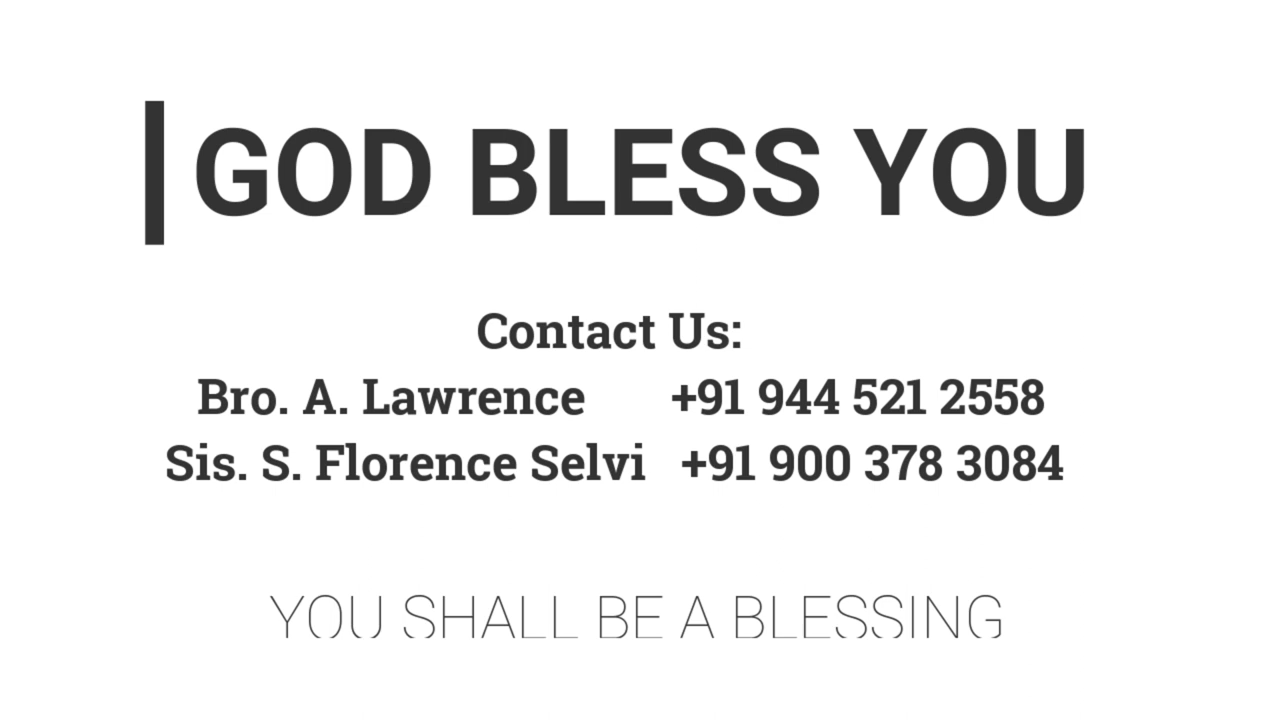 GOD BLESS YOU
Contact Us:
Bro. A. Lawrence +91 944 521 2558
Sis. S. Florence Selvi +91 900 378 3084
YOU SHALL BE A BLESSING